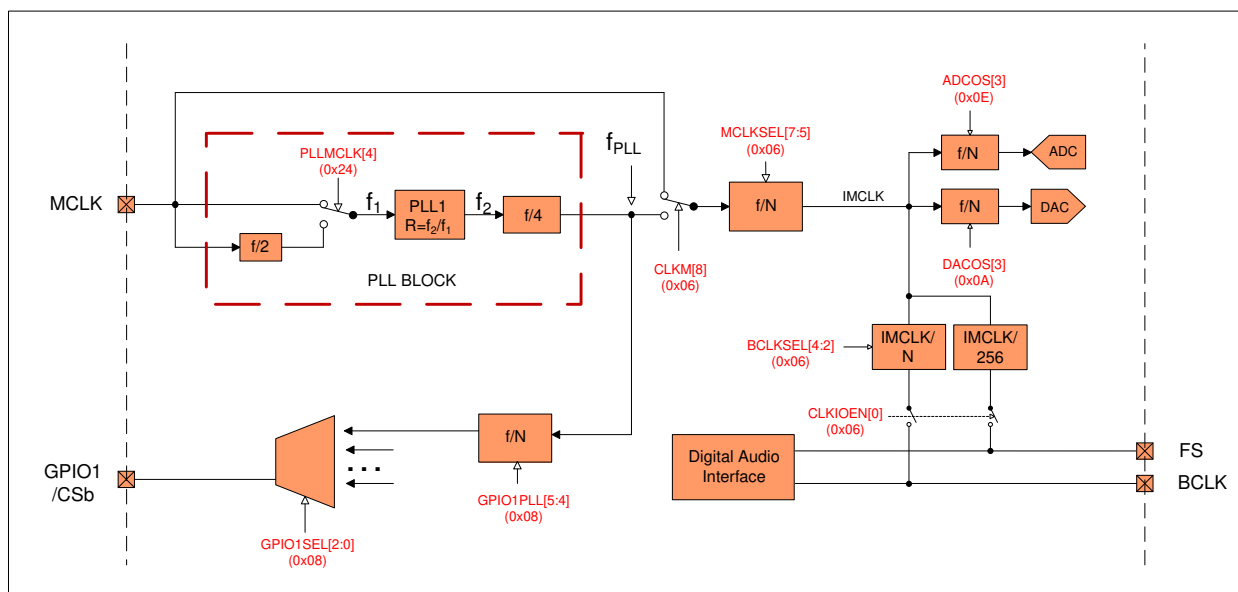 ADCOS[3]
(0x0E)
MCLKSEL[7:5]
(0x06)
fPLL
PLLMCLK[4]
(0x24)
f/N
ADC
MCLK
f1
PLL1
R=f2/f1
f2
f/4
f/N
IMCLK
f/N
DAC
f/2
PLL BLOCK
CLKM[8]
(0x06)
DACOS[3]
(0x0A)
BCLKSEL[4:2]
(0x06)
IMCLK/
N
IMCLK/
256
CLKIOEN[0]
(0x06)
f/N
...
GPIO1
/CSb
Digital Audio
Interface
FS
BCLK
GPIO1PLL[5:4]
(0x08)
GPIO1SEL[2:0]
(0x08)